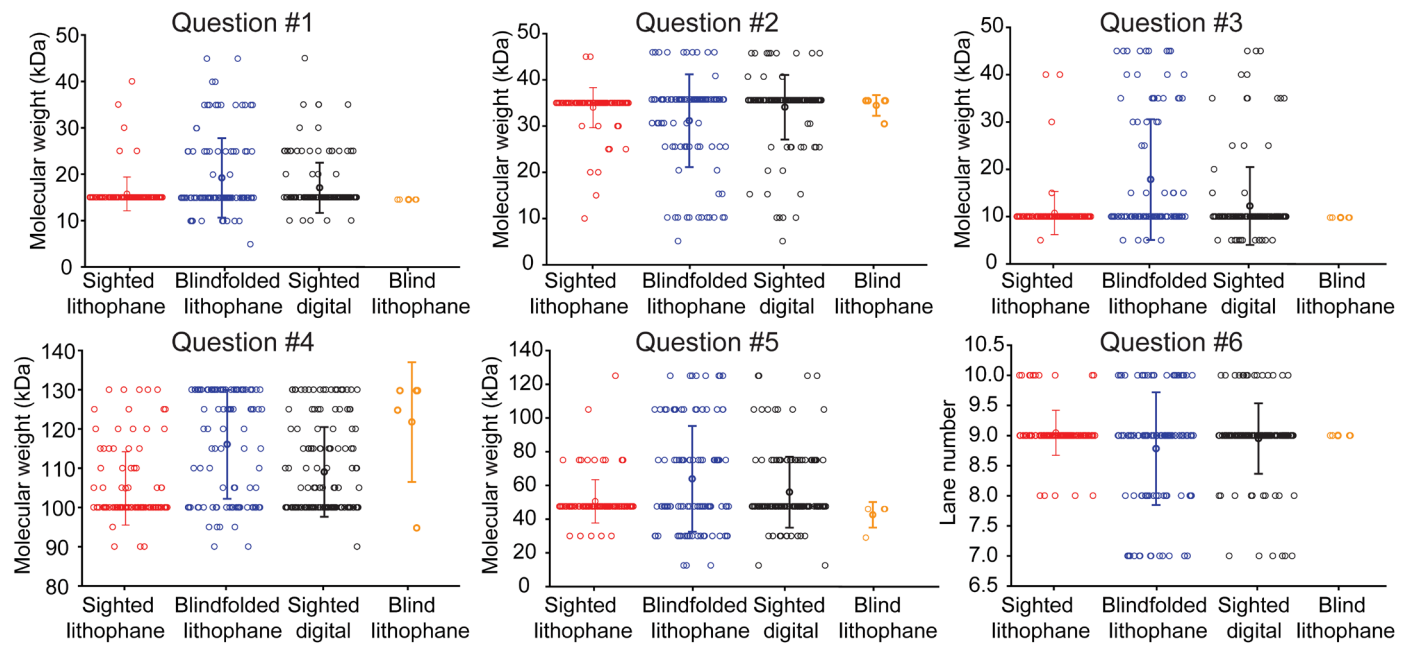 Question #1
Molecular weight (kDa)
50
40
30
20
10
0
Sighted lithophane
Blindfolded lithophane
Sighted digital
Blind lithophane
Question #2
Molecular weight (kDa)
50
40
30
20
10
0
Sighted lithophane
Blindfolded lithophane
Sighted digital
Blind lithophane
Question #3
Molecular weight (kDa)
50
40
30
20
10
0
Sighted lithophane
Blindfolded lithophane
Sighted digital
Blind lithophane
Question #4
Molecular weight (kDa)
140
130
120
110
100
90
80
Sighted lithophane
Blindfolded lithophane
Sighted digital
Blind lithophane
Question #5
Molecular weight (kDa)
140
120
100
80
60
40
20
0
Sighted lithophane
Blindfolded lithophane
Sighted digital
Blind lithophane
Question #6
Lane number
10.5
10.0
9.5
9.0
8.5
8.0
7.5
7.0
6.5
Sighted lithophane
Blindfolded lithophane
Sighted digital
Blind lithophane